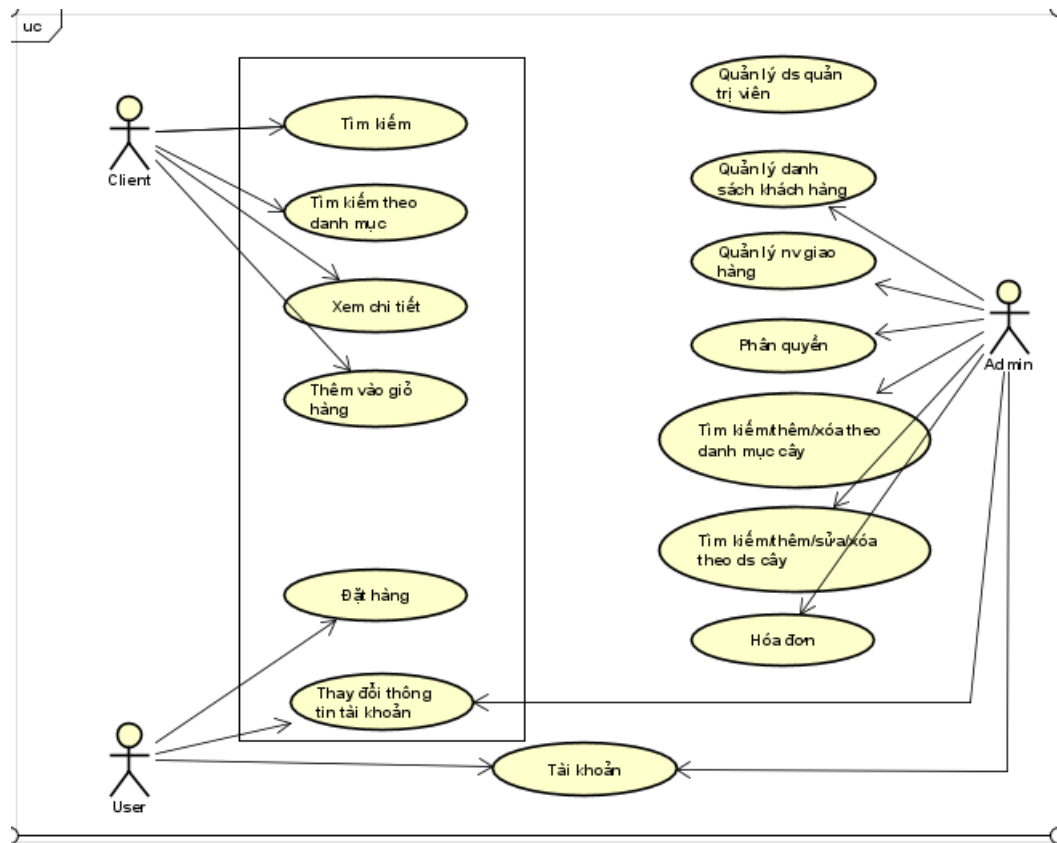 uc
Client
Tìm kiếm
Tìm kiếm theo
danh mục
Xem chi tiết
Thêm vào giỏ
hàng
Đặt hàng
Thay đổi thông
tin tài khoản
User
Tài khoản
Quản lý ds quản
trị viên
Quản lý danh
sách khách hàng
Quản lý nv giao
hàng
Phân quyền
Tìm kiếm/thêm/xóa theo
danh mục cây
Tìm kiếm/thêm/sửa/xóa
theo ds cây
Hóa đơn
Admin